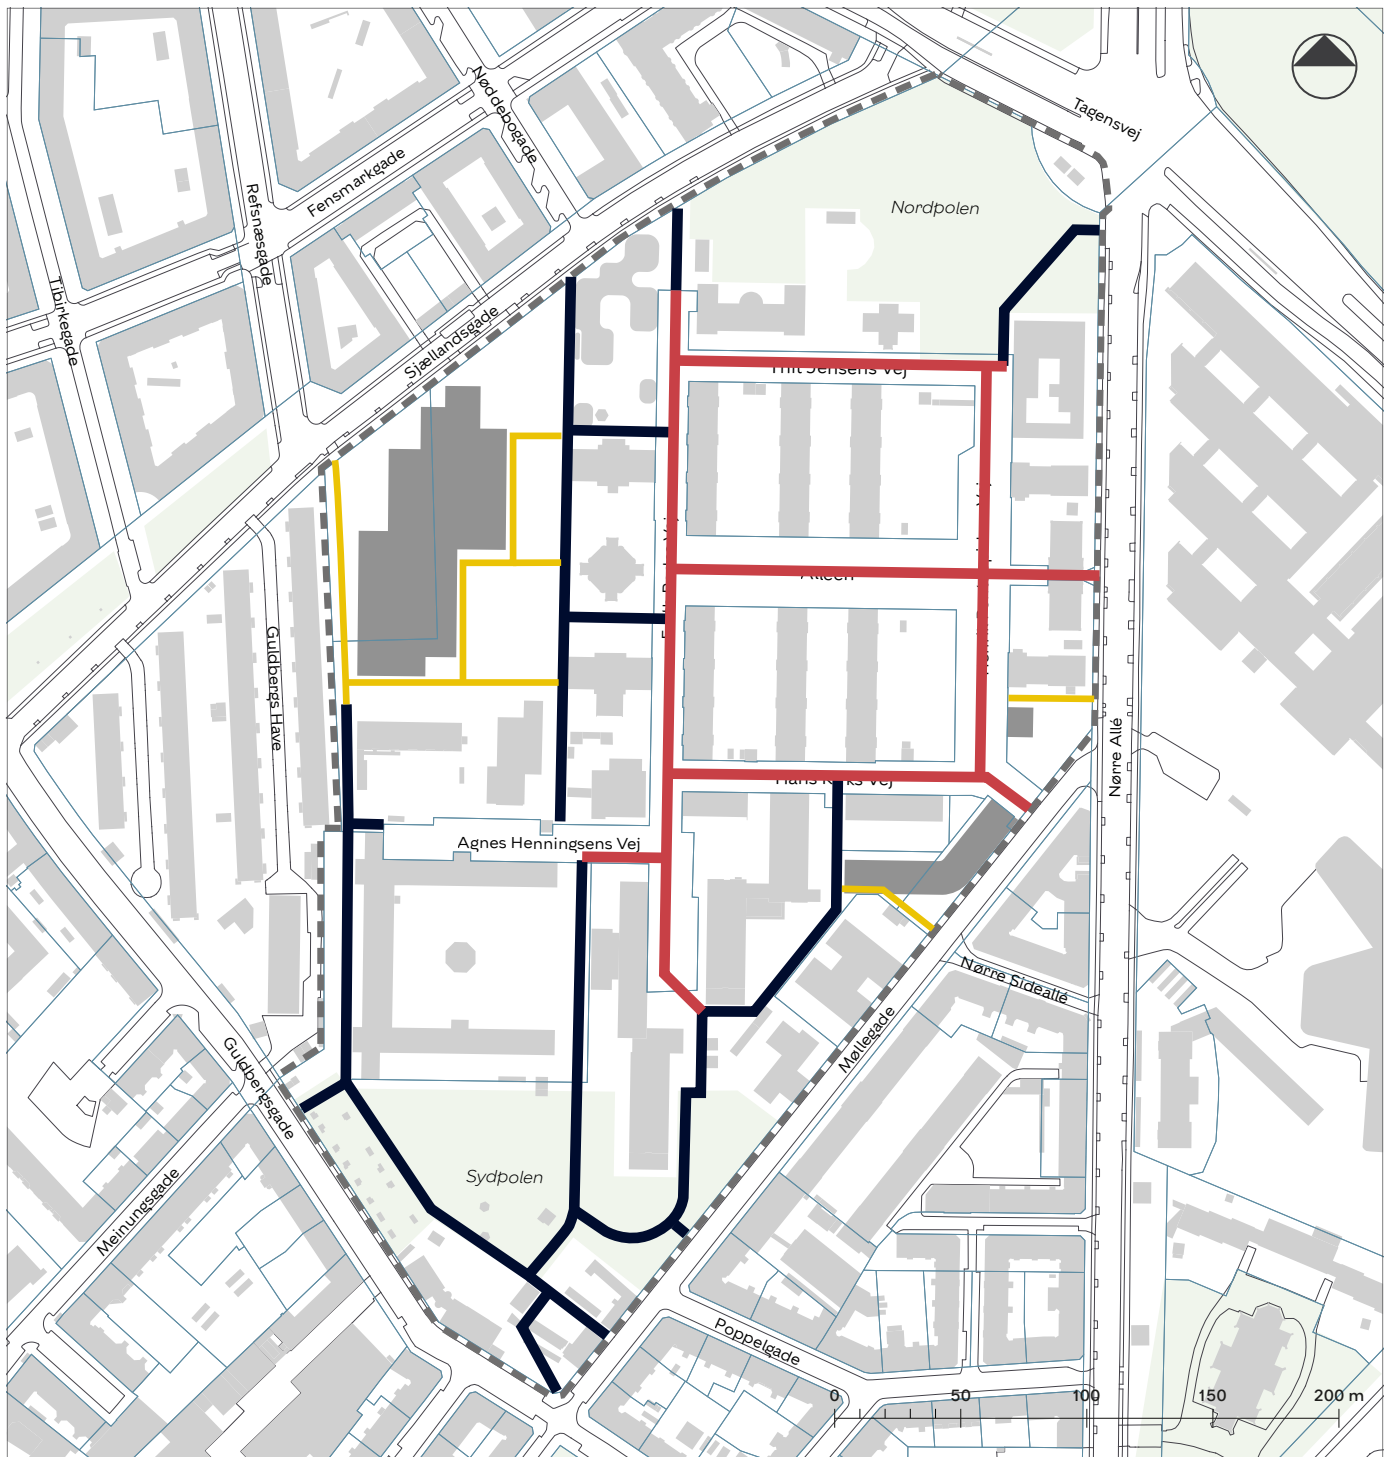 Nøddebogade
Tagensvej
Fensmarkgade
Refsnæsgade
Nordpolen
Tibirkegade
Sjællandsgade
Guldbergs Have
Nørre Allé
Agnes Henningsens Vej
Nørre Sideallé
Møllegade
Guldbergsgade
Sydpolen
Meinungsgade
Poppelgade
0 50 100 150 200 m